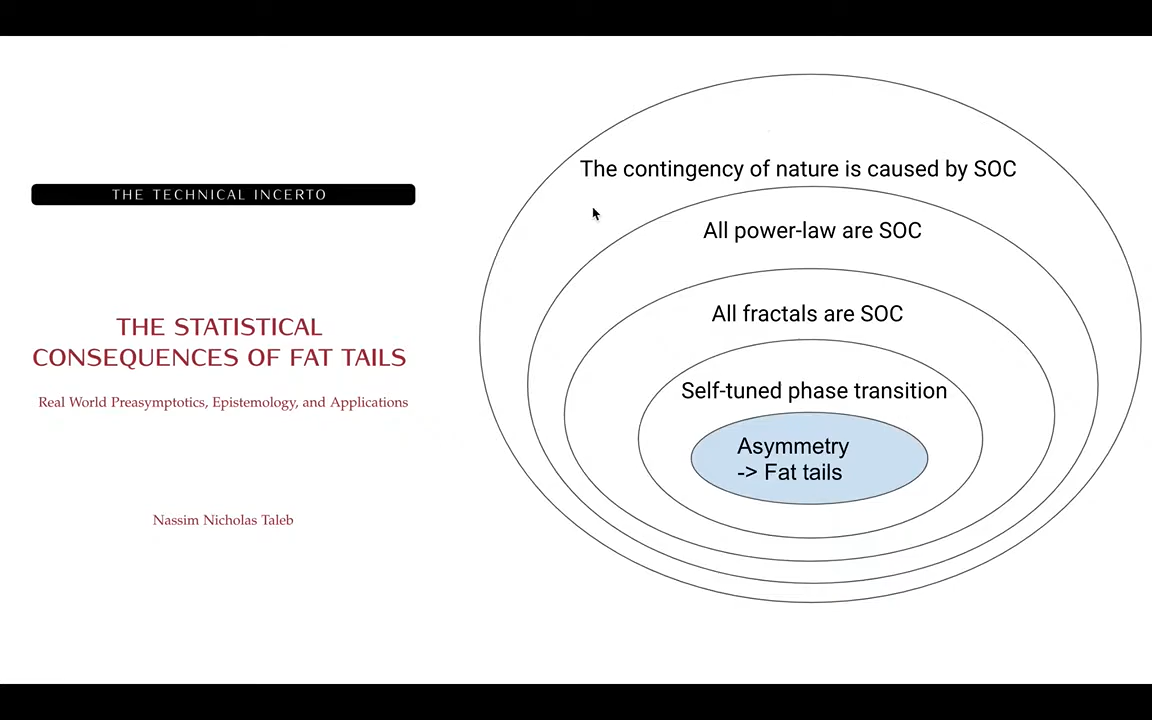 THE TECHNICAL INCERTO
THE STATISTICAL
CONSEQUENCES OF FAT TAILS
Real World Preasymptotics, Epistemology, and Applications
Nassim Nicholas Taleb
The contingency of nature is caused by SOC
All power-law are SOC
All fractals are SOC
Self-tuned phase transition
Asymmetry
-> Fat tails